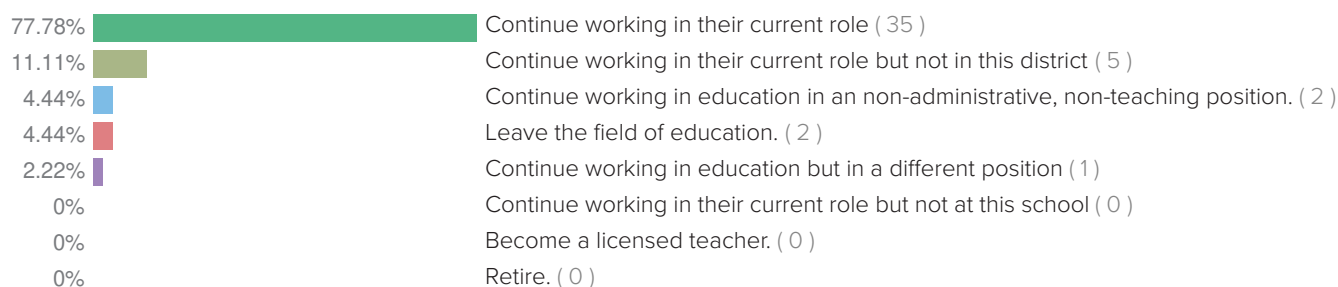 77.78% Continue working in their current role ( 35 )
11.11% Continue working in their current role but not in this district ( 5 )
4.44% Continue working in education in an non-administrative, non-teaching position. ( 2 )
4.44% Leave the field of education. ( 2 )
2.22% Continue working in education but in a different position ( 1 )
0% Continue working in their current role but not at this school ( 0 )
0% Become a licensed teacher. ( 0 )
0% Retire. ( 0 )